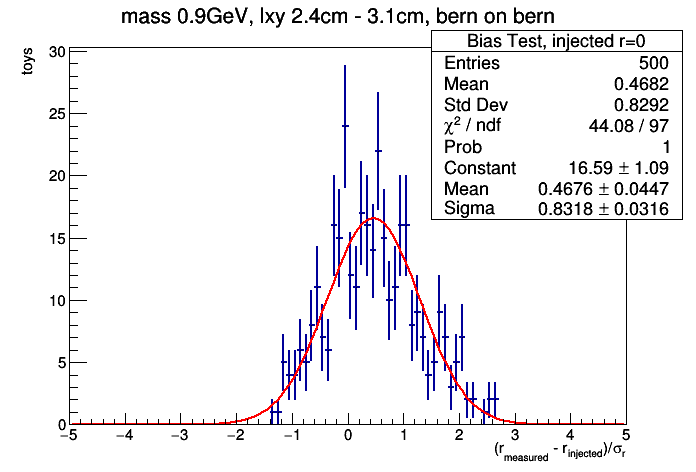 mass 0.9GeV, lxy 2.4cm - 3.1cm, bern on bern
Bias Test, injected r=0
Entries 500
Mean 0.4682
Std Dev 0.8292
χ² / ndf 44.08 / 97
Prob 1
Constant 16.59 ± 1.09
Mean 0.4676 ± 0.0447
Sigma 0.8318 ± 0.0316
toys
30
25
20
15
10
5
0
−5 −4 −3 −2 −1 0 1 2 3 4 5
(r_measured - r_injected)/σ_r